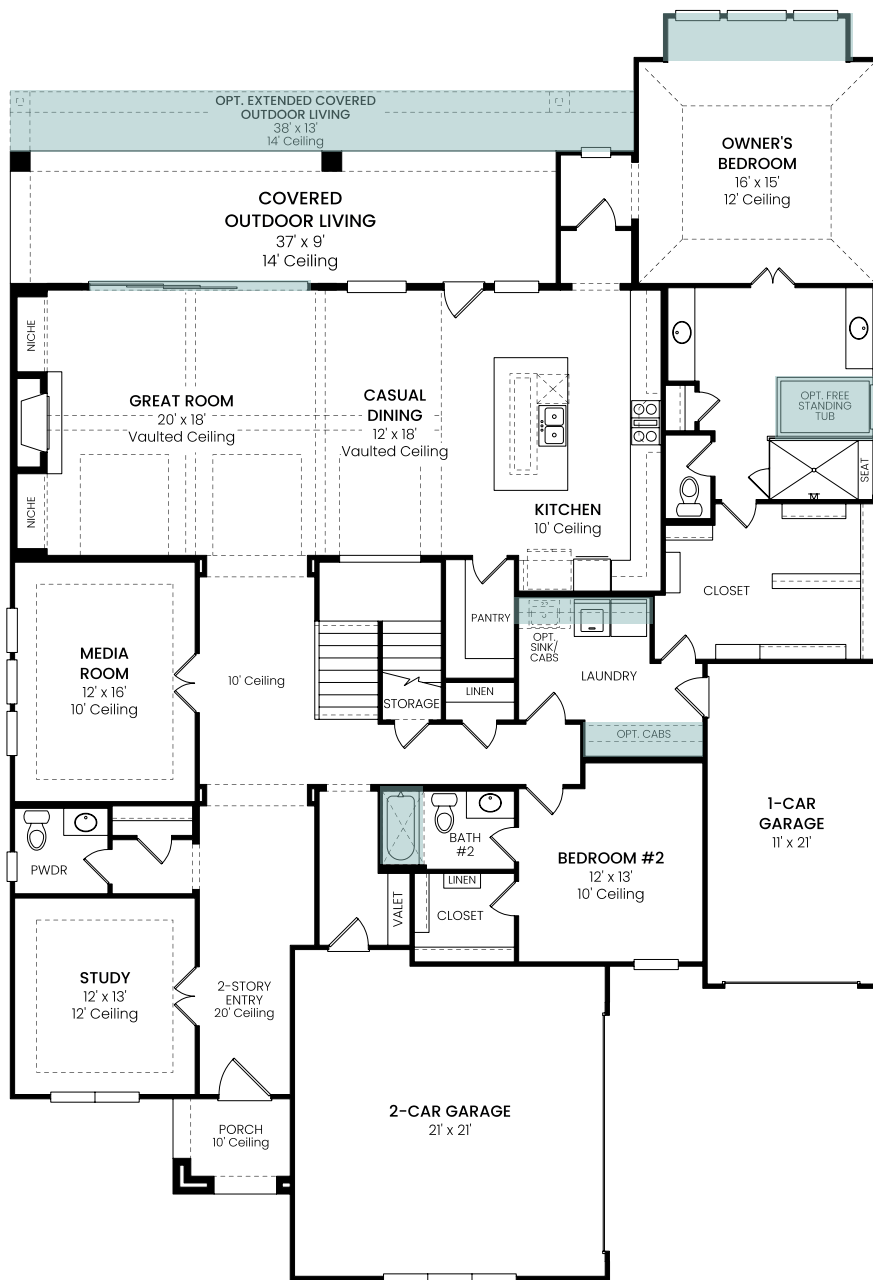 OPT. EXTENDED COVERED
OUTDOOR LIVING
38' x 13'
14' Ceiling
OWNER'S
BEDROOM
16' x 15'
12' Ceiling
COVERED
OUTDOOR LIVING
37' x 9'
14' Ceiling
NICHE
GREAT ROOM
20' x 18'
Vaulted Ceiling
CASUAL
DINING
12' x 18'
Vaulted Ceiling
OPT. FREE
STANDING
TUB
SEAT
NICHE
KITCHEN
10' Ceiling
CLOSET
PANTRY
OPT.
SINK/
CABS
LAUNDRY
MEDIA
ROOM
12' x 16'
10' Ceiling
10' Ceiling
STORAGE
LINEN
OPT. CABS
1-CAR
GARAGE
11' x 21'
PWDR
BATH
#2
BEDROOM #2
12' x 13'
10' Ceiling
VALET
LINEN
CLOSET
STUDY
12' x 13'
12' Ceiling
2-STORY
ENTRY
20' Ceiling
2-CAR GARAGE
21' x 21'
PORCH
10' Ceiling